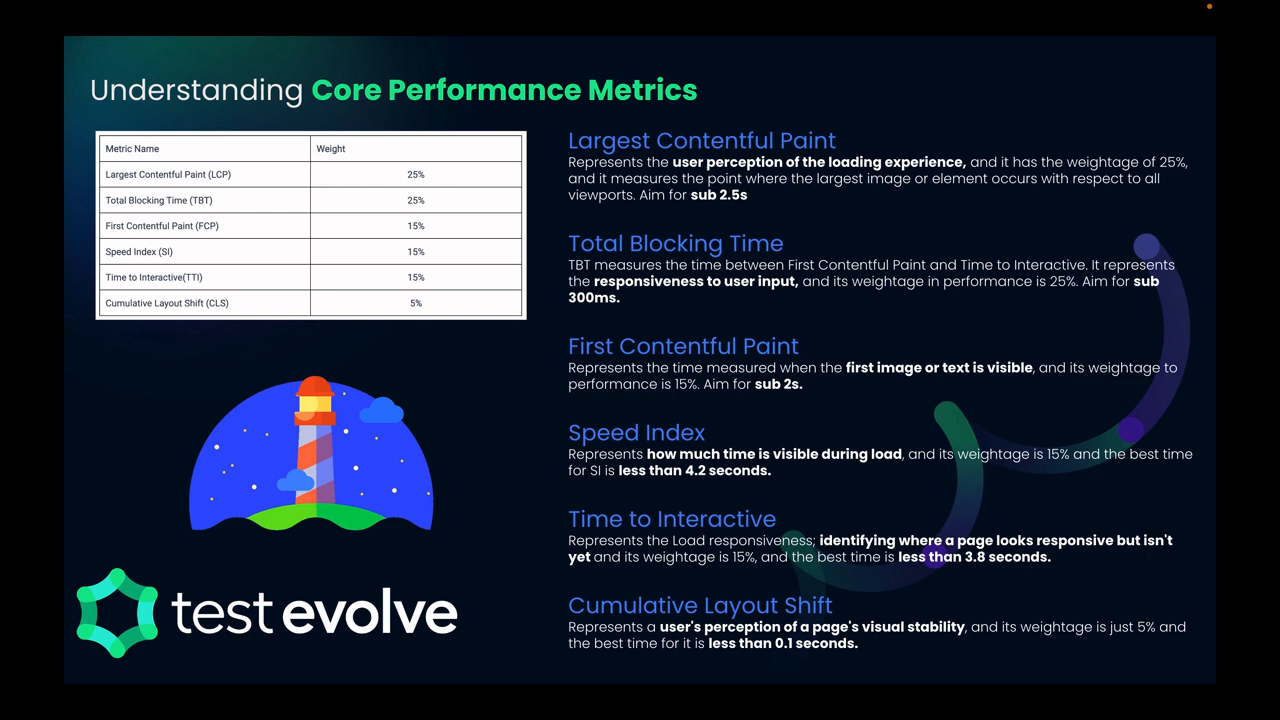 Understanding Core Performance Metrics
Metric Name Weight
Largest Contentful Paint (LCP) 25%
Total Blocking Time (TBT) 25%
First Contentful Paint (FCP) 15%
Speed Index (SI) 15%
Time to Interactive(TTI) 15%
Cumulative Layout Shift (CLS) 5%
test evolve
Largest Contentful Paint
Represents the user perception of the loading experience, and it has the weightage of 25%,
and it measures the point where the largest image or element occurs with respect to all
viewports. Aim for sub 2.5s
Total Blocking Time
TBT measures the time between First Contentful Paint and Time to Interactive. It represents
the responsiveness to user input, and its weightage in performance is 25%. Aim for sub
300ms.
First Contentful Paint
Represents the time measured when the first image or text is visible, and its weightage to
performance is 15%. Aim for sub 2s.
Speed Index
Represents how much time is visible during load, and its weightage is 15% and the best time
for SI is less than 4.2 seconds.
Time to Interactive
Represents the Load responsiveness; identifying where a page looks responsive but isn't
yet and its weightage is 15%, and the best time is less than 3.8 seconds.
Cumulative Layout Shift
Represents a user's perception of a page's visual stability, and its weightage is just 5% and
the best time for it is less than 0.1 seconds.